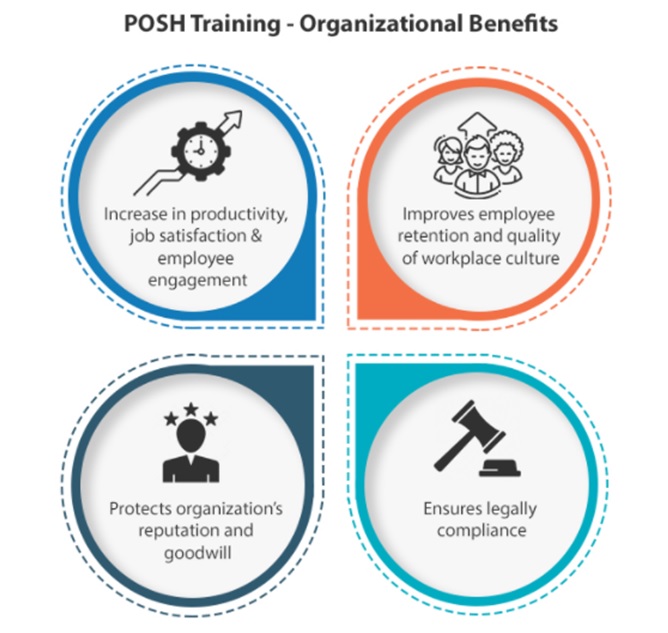 POSH Training - Organizational Benefits
Increase in productivity,
job satisfaction &
employee
engagement
Improves employee
retention and quality
of workplace culture
Protects organization's
reputation and
goodwill
Ensures legally
compliance